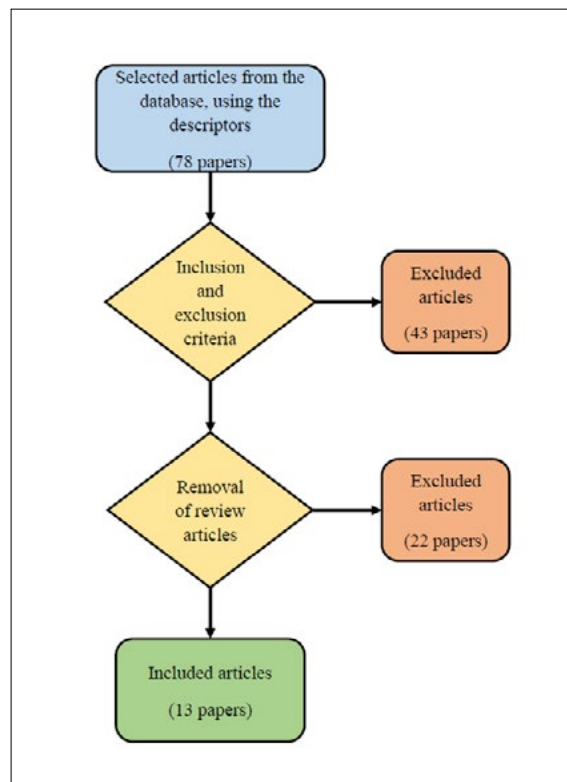 Selected articles from the
database, using the
descriptors
(78 papers)
Inclusion
and
exclusion
criteria
Excluded
articles
(43 papers)
Removal
of review
articles
Excluded
articles
(22 papers)
Included articles
(13 papers)